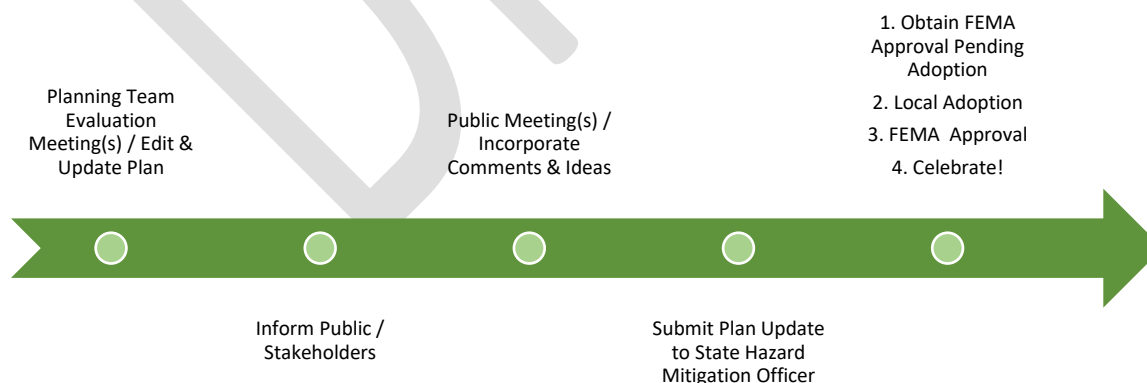 Planning Team
Evaluation
Meeting(s) / Edit &
Update Plan
Inform Public /
Stakeholders
Public Meeting(s) /
Incorporate
Comments & Ideas
Submit Plan Update
to State Hazard
Mitigation Officer
1. Obtain FEMA
Approval Pending
Adoption
2. Local Adoption
3. FEMA Approval
4. Celebrate!